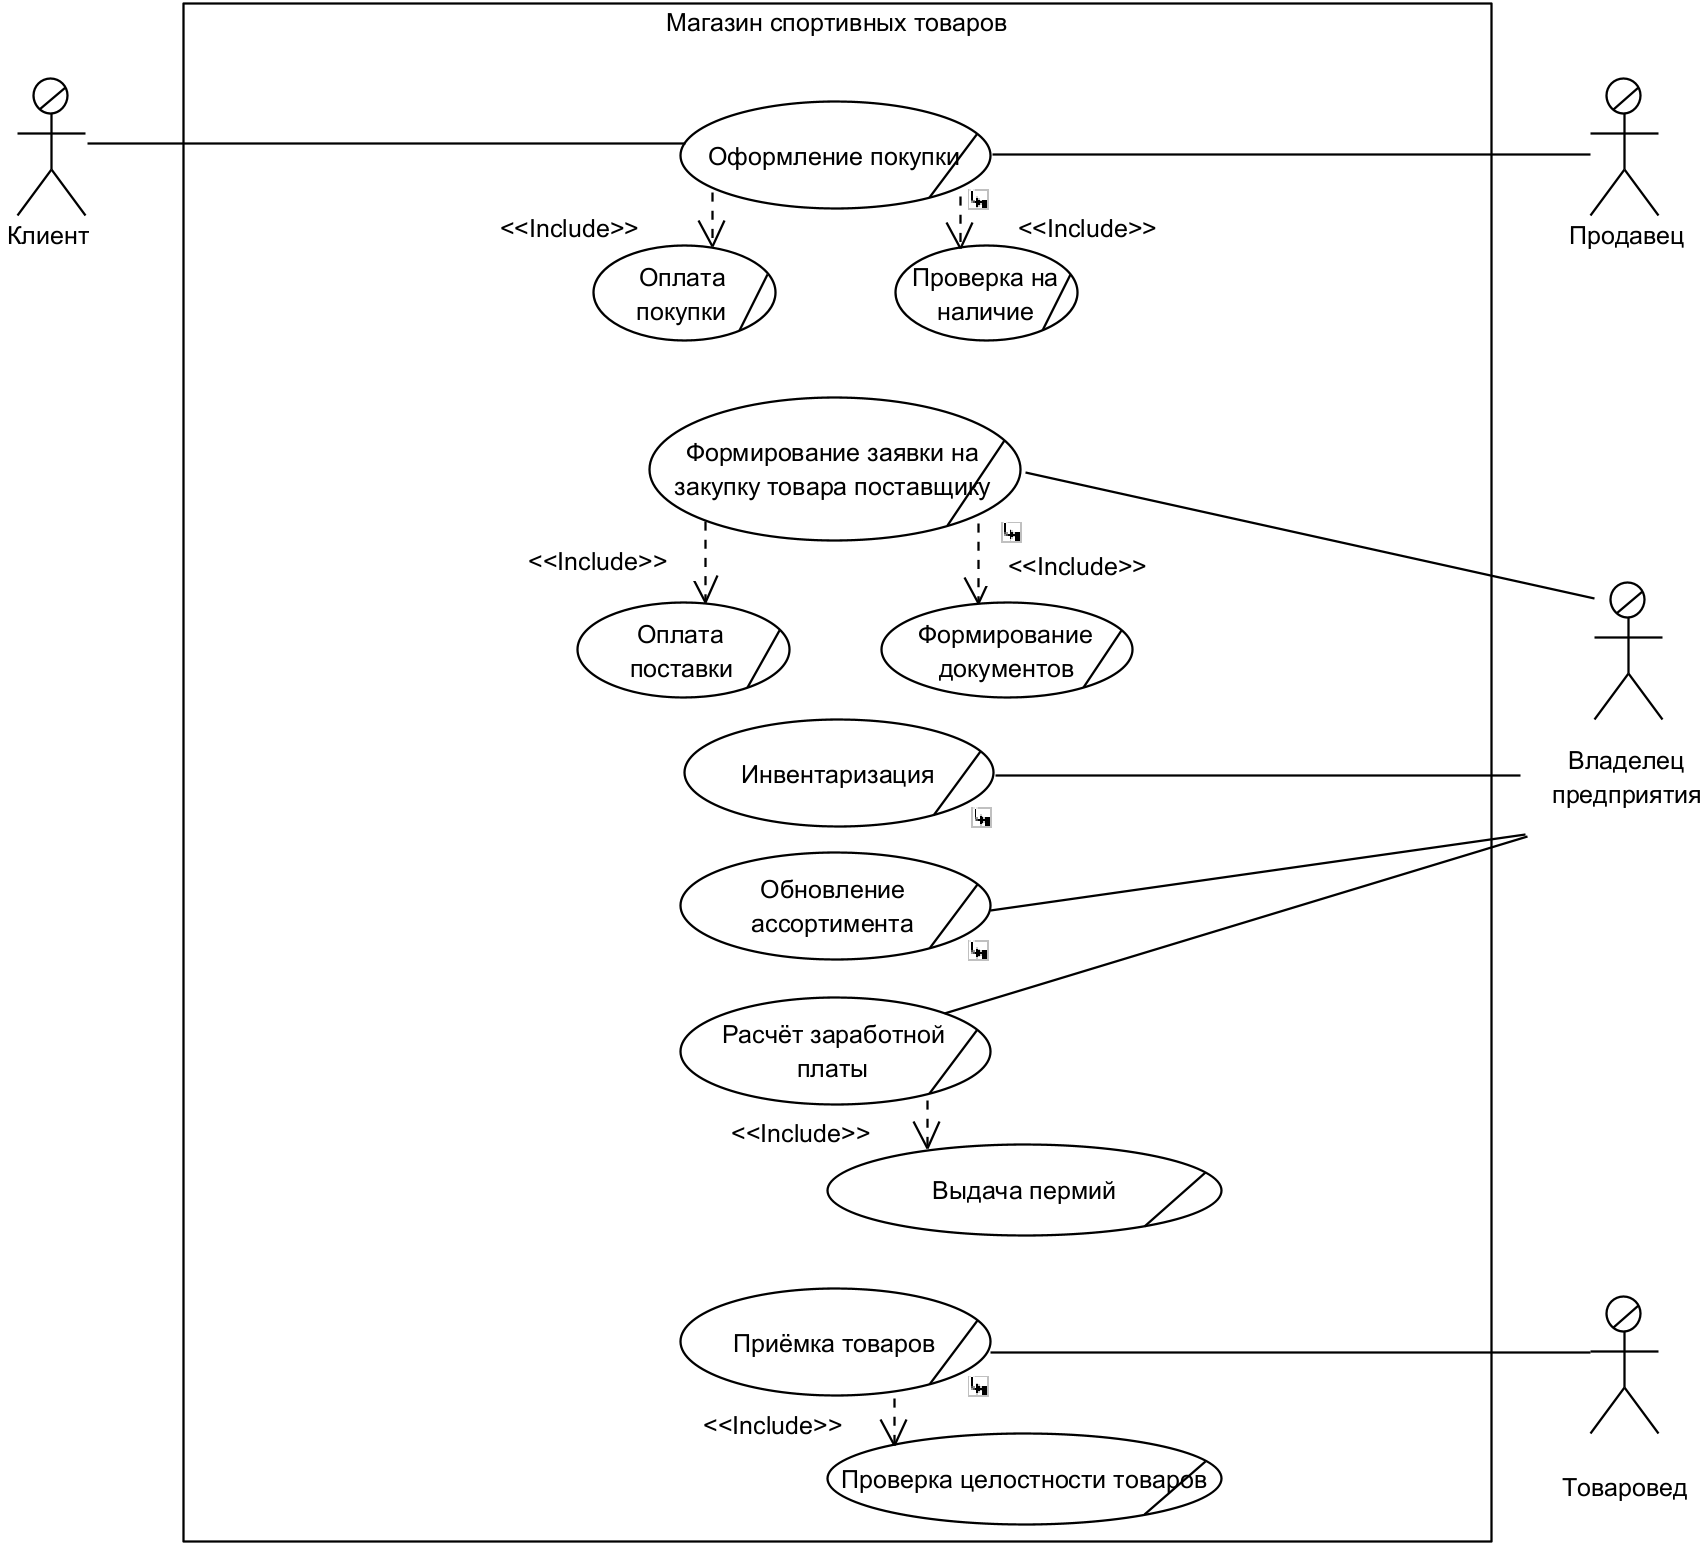 Магазин спортивных товаров
Клиент
Оформление покупки
Продавец
<<Include>>
<<Include>>
Оплата
покупки
Проверка на
наличие
Формирование заявки на
закупку товара поставщику
<<Include>>
<<Include>>
Оплата
поставки
Формирование
документов
Владелец
предприятия
Инвентаризация
Обновление
ассортимента
Расчёт заработной
платы
<<Include>>
Выдача пермий
Приёмка товаров
<<Include>>
Проверка целостности товаров
Товаровед